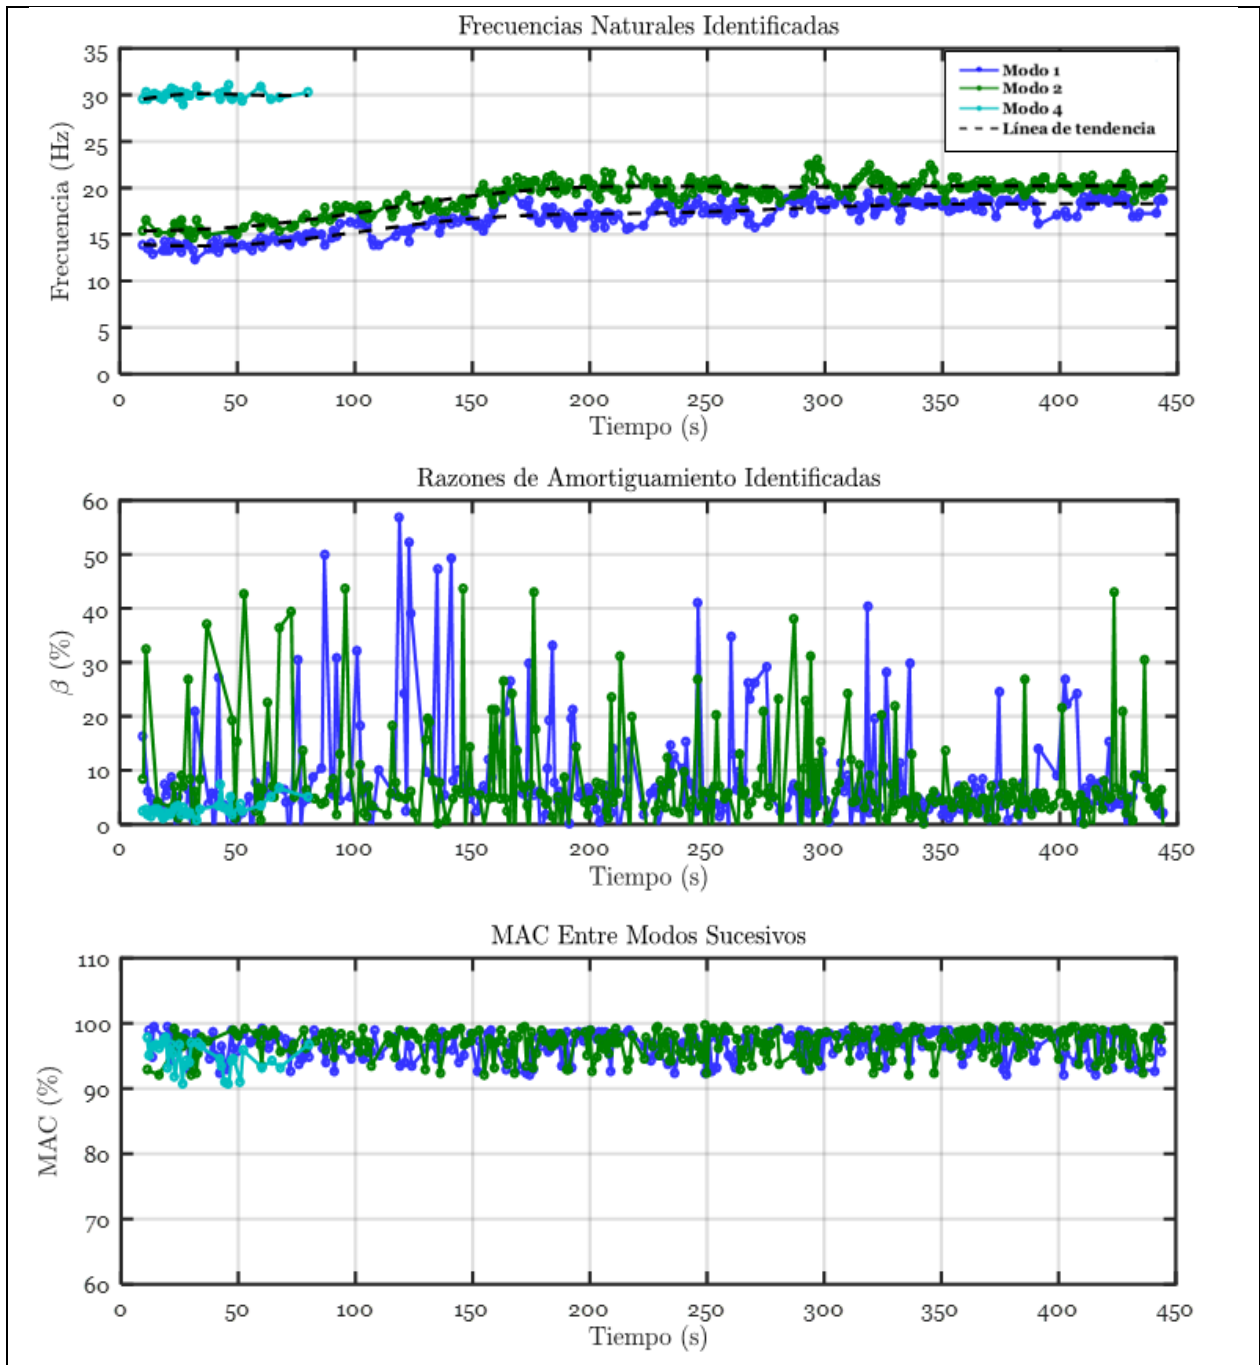 Frecuencias Naturales Identificadas
35
30
25
20
15
10
5
0
Frecuencia (Hz)
Modo 1
Modo 2
Modo 4
Línea de tendencia
0 50 100 150 200 250 300 350 400 450
Tiempo (s)
Razones de Amortiguamiento Identificadas
60
50
40
30
20
10
0
β (%)
0 50 100 150 200 250 300 350 400 450
Tiempo (s)
MAC Entre Modos Sucesivos
110
100
90
80
70
60
MAC (%)
0 50 100 150 200 250 300 350 400 450
Tiempo (s)